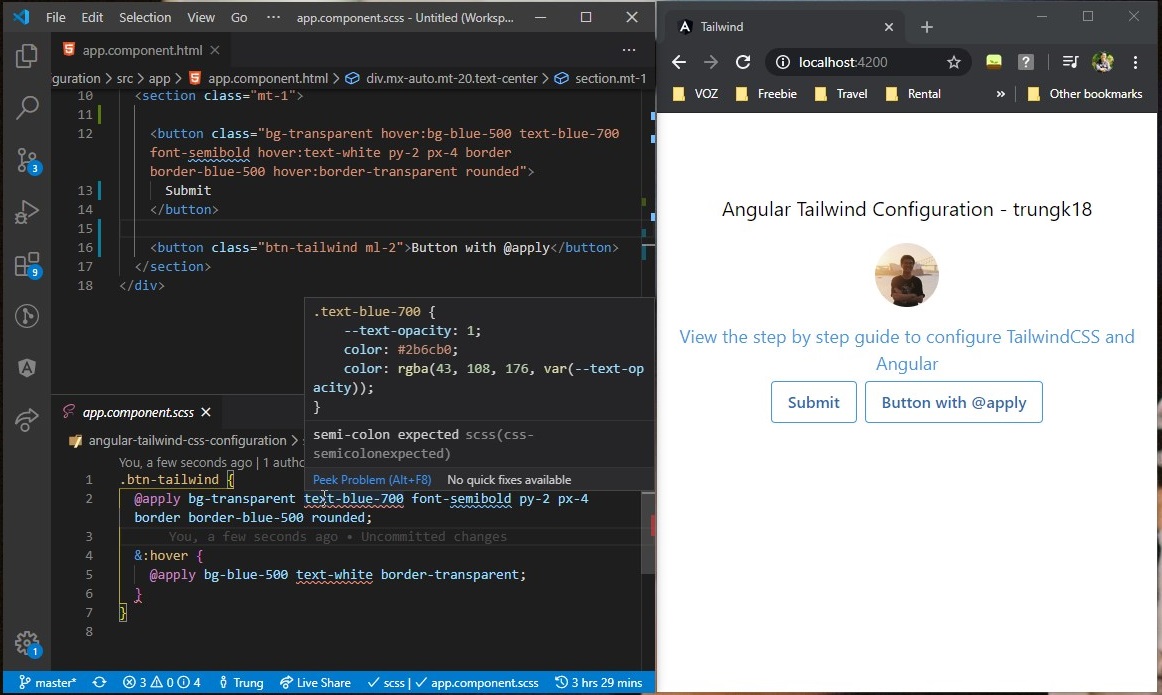 File Edit Selection View Go ··· app.component.scss - Untitled (Worksp...
app.component.html
guration > src > app > app.component.html > div.mx-auto.mt-20.text-center > section.mt-1
10 <section class="mt-1">
11
12 <button class="bg-transparent hover:bg-blue-500 text-blue-700
font-semibold hover:text-white py-2 px-4 border
border-blue-500 hover:border-transparent rounded">
13 Submit
14 </button>
15
16 <button class="btn-tailwind ml-2">Button with @apply</button>
17 </section>
18 </div>
.text-blue-700 {
--text-opacity: 1;
color: #2b6cb0;
color: rgba(43, 108, 176, var(--text-op
acity));
}
semi-colon expected scss(css-
semicolonexpected)
Peek Problem (Alt+F8) No quick fixes available
app.component.scss
angular-tailwind-css-configuration >
You, a few seconds ago | 1 autho
1 .btn-tailwind {
2 @apply bg-transparent text-blue-700 font-semibold py-2 px-4
border border-blue-500 rounded;
3 You, a few seconds ago • Uncommitted changes
4 &:hover {
5 @apply bg-blue-500 text-white border-transparent;
6 }
7 }
8
3
9
1
master* 3 0 4 Trung Live Share scss | app.component.scss 3 hrs 29 mins
Tailwind
localhost:4200
VOZ Freebie Travel Rental » Other bookmarks
Angular Tailwind Configuration - trungk18
View the step by step guide to configure TailwindCSS and
Angular
Submit Button with @apply